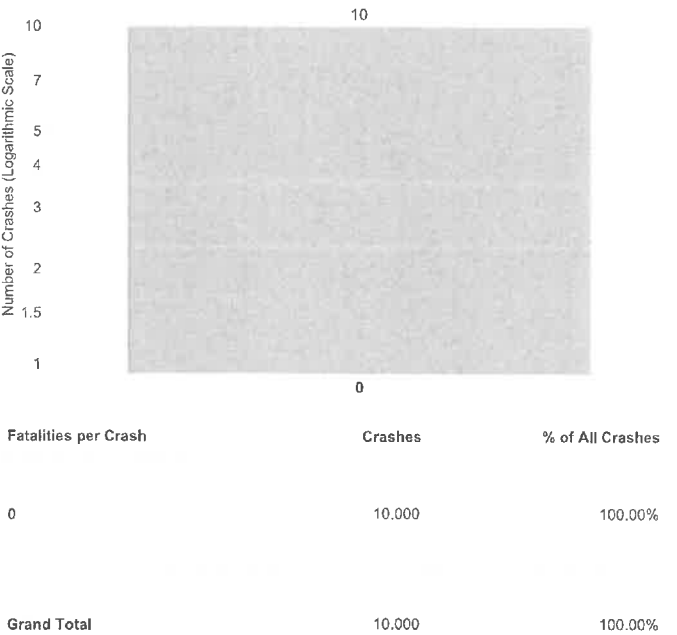 10
10
7
5
4
3
2
1.5
1
Number of Crashes (Logarithmic Scale)
0
Fatalities per Crash Crashes % of All Crashes
0 10.000 100.00%
Grand Total 10.000 100.00%